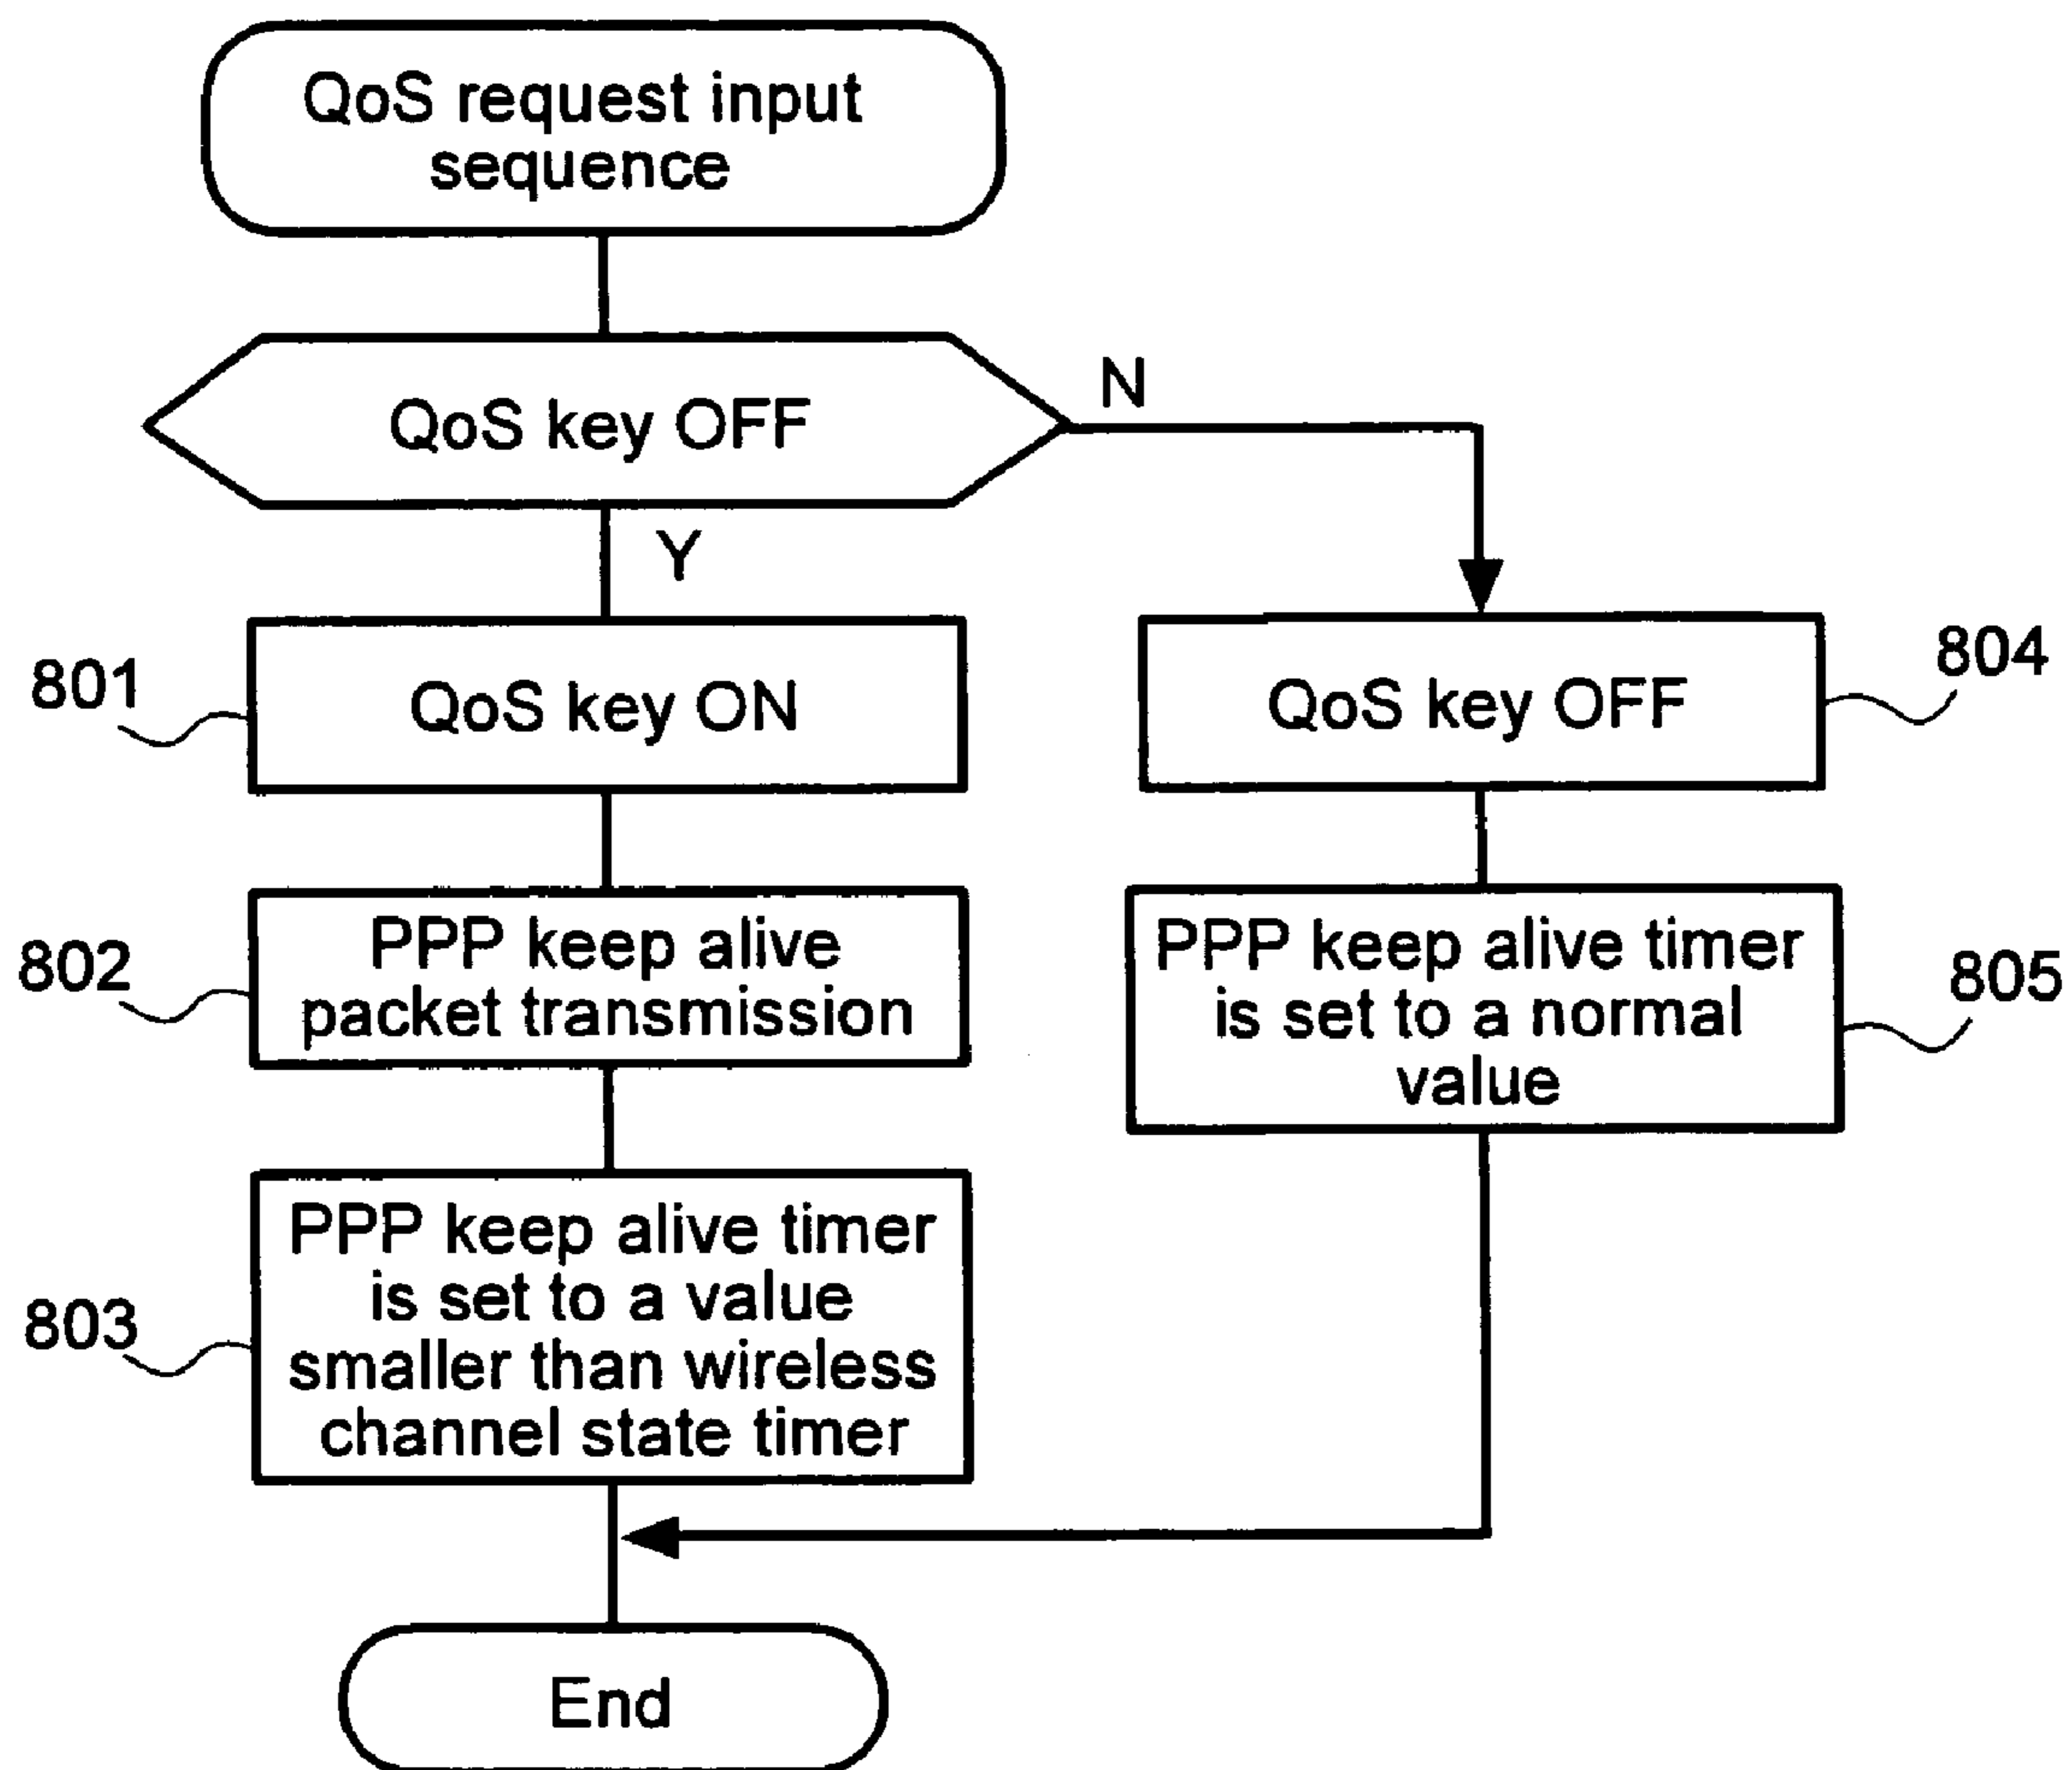 QoS request input
sequence
QoS key OFF
N
Y
801
QoS key ON
804
QoS key OFF
802
PPP keep alive
packet transmission
805
PPP keep alive timer
is set to a normal
value
803
PPP keep alive timer
is set to a value
smaller than wireless
channel state timer
End